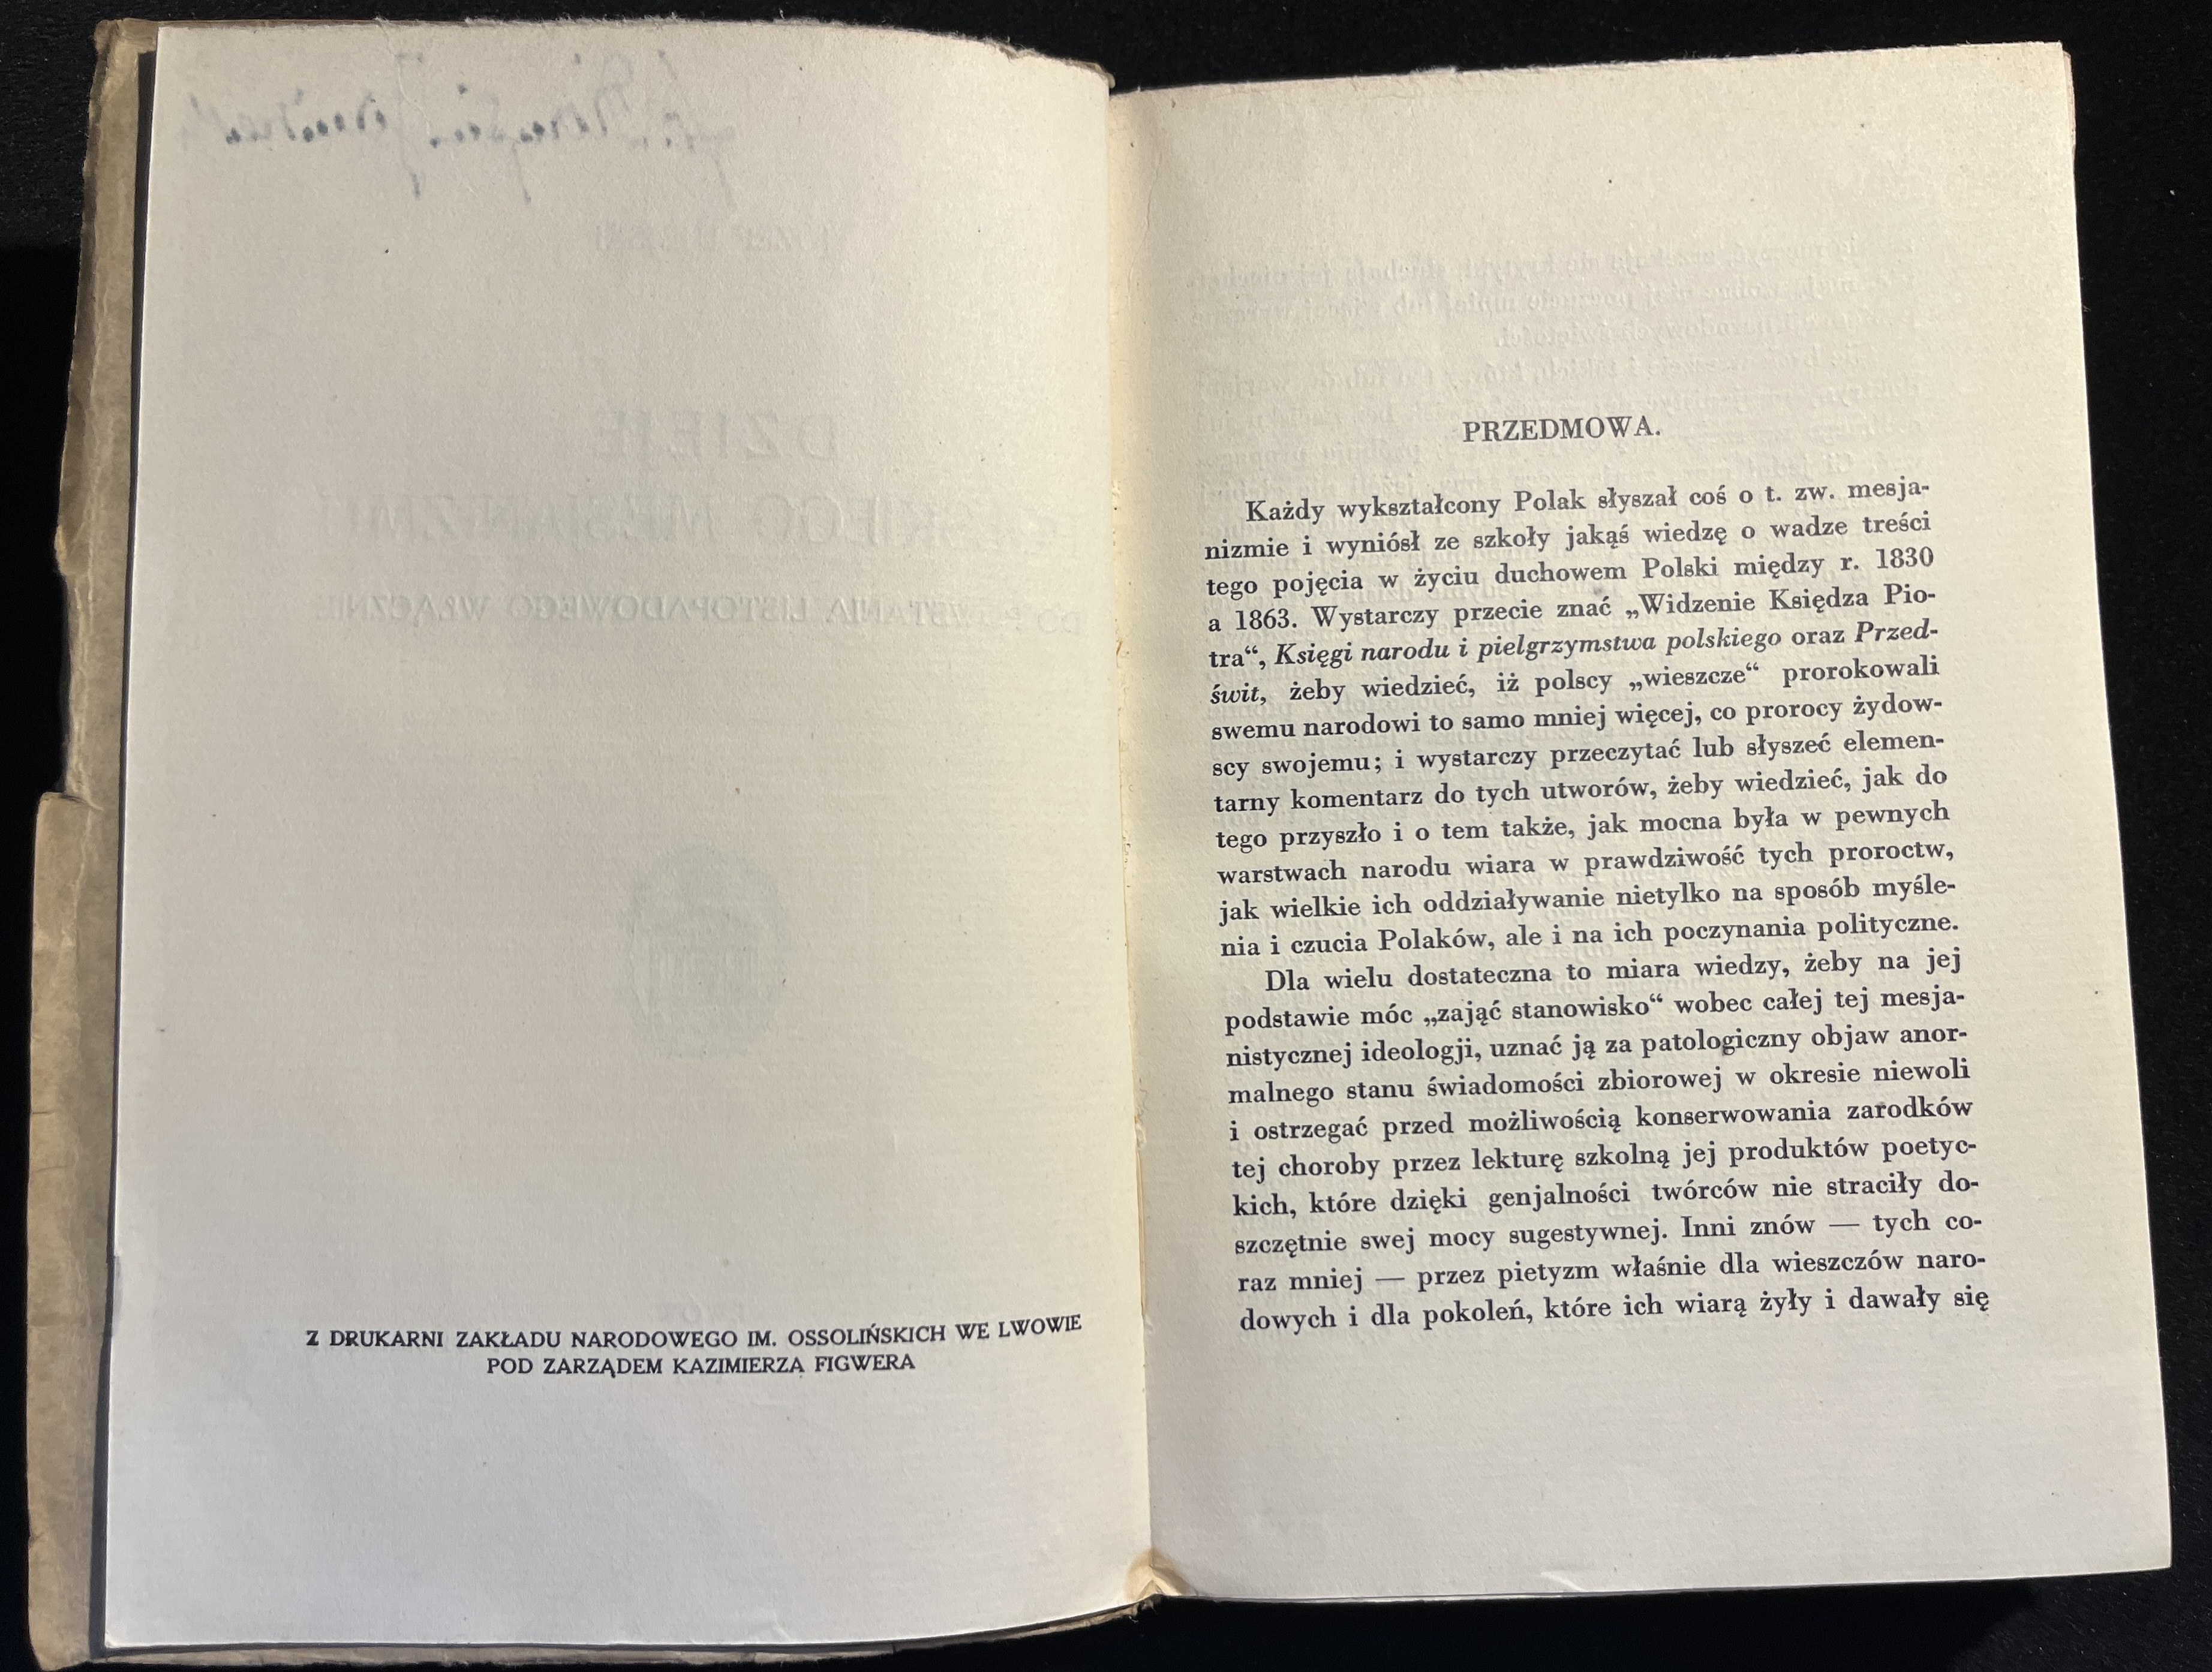 Z DRUKARNI ZAKŁADU NARODOWEGO IM. OSSOLIŃSKICH WE LWOWIE
POD ZARZĄDEM KAZIMIERZA FIGWERA
PRZEDMOWA.
Każdy wykształcony Polak słyszał coś o t. zw. mesja-
nizmie i wyniósł ze szkoły jakąś wiedzę o wadze treści
tego pojęcia w życiu duchowem Polski między r. 1830
a 1863. Wystarczy przecie znać „Widzenie Księdza Pio-
tra“, Księgi narodu i pielgrzymstwa polskiego oraz Przed-
świt, żeby wiedzieć, iż polscy „wieszcze“ prorokowali
swemu narodowi to samo mniej więcej, co prorocy żydow-
scy swojemu; i wystarczy przeczytać lub słyszeć elemen-
tarny komentarz do tych utworów, żeby wiedzieć, jak do
tego przyszło i o tem także, jak mocna była w pewnych
warstwach narodu wiara w prawdziwość tych proroctw,
jak wielkie ich oddziaływanie nietylko na sposób myśle-
nia i czucia Polaków, ale i na ich poczynania polityczne.
Dla wielu dostateczna to miara wiedzy, żeby na jej
podstawie móc „zająć stanowisko“ wobec całej tej mesja-
nistycznej ideologji, uznać ją za patologiczny objaw anor-
malnego stanu świadomości zbiorowej w okresie niewoli
i ostrzegać przed możliwością konserwowania zarodków
tej choroby przez lekturę szkolną jej produktów poetyc-
kich, które dzięki genjalności twórców nie straciły do-
szczętnie swej mocy sugestywnej. Inni znów — tych co-
raz mniej — przez pietyzm właśnie dla wieszczów naro-
dowych i dla pokoleń, które ich wiarą żyły i dawały się